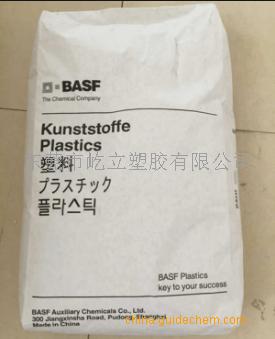 BASF
The Chemical Company
Kunststoffe
Plastics
塑料
プラスチック
플라스틱
市屹立塑胶有限公司
BASF Plastics
key to your success
BASF Auxiliary Chemicals Co., Ltd.
300 Jiangxinsha Road, Pudong, Shanghai
Made in China
china.guidechem.com